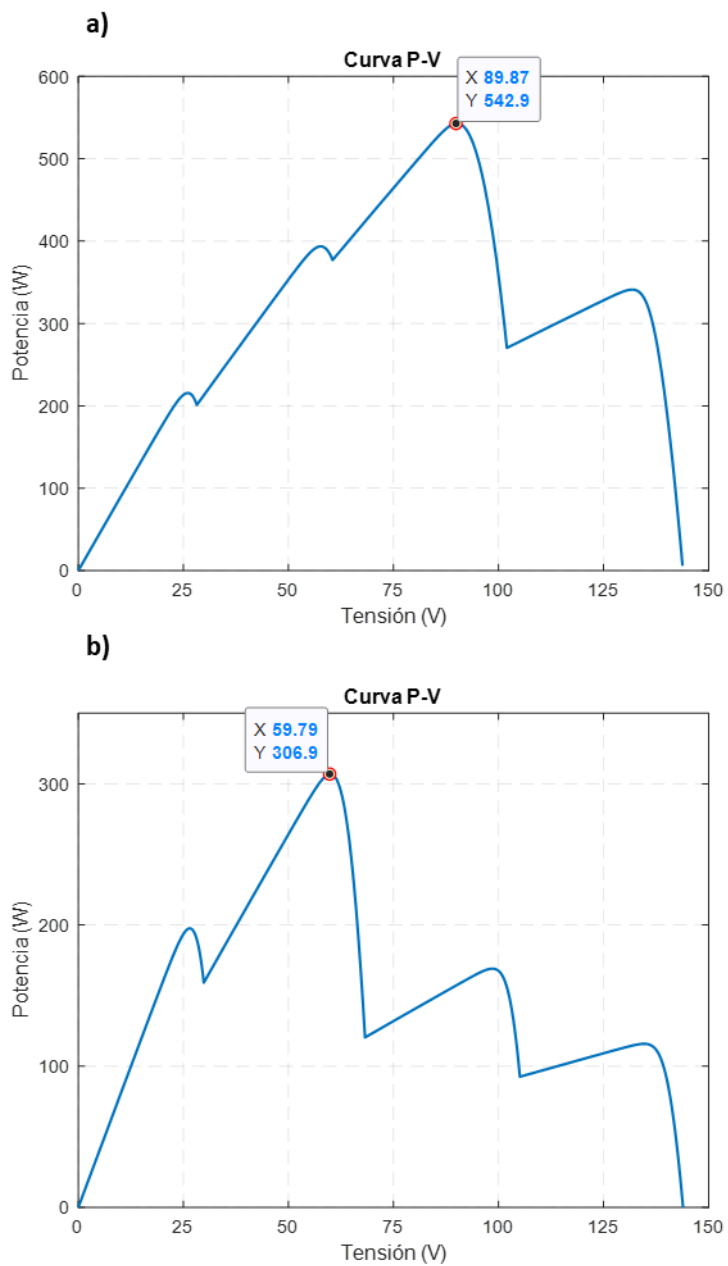 a)
Curva P-V
X 89.87
Y 542.9
600
500
400
300
200
100
0
Potencia (W)
0 25 50 75 100 125 150
Tensión (V)
b)
Curva P-V
X 59.79
Y 306.9
300
200
100
0
Potencia (W)
0 25 50 75 100 125 150
Tensión (V)